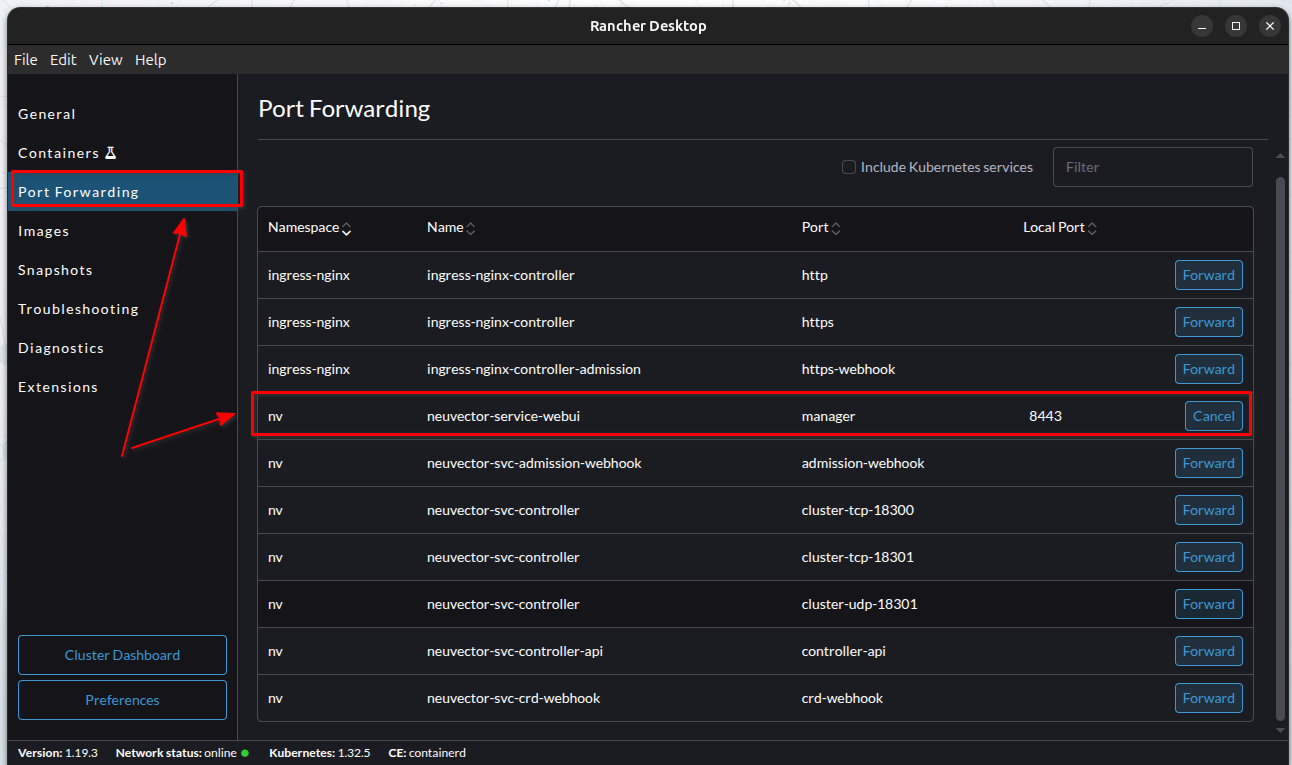 Rancher Desktop
File Edit View Help
General
Containers
Port Forwarding
Images
Snapshots
Troubleshooting
Diagnostics
Extensions
Cluster Dashboard
Preferences
Port Forwarding
Include Kubernetes services Filter
Namespace Name Port Local Port
ingress-nginx ingress-nginx-controller http Forward
ingress-nginx ingress-nginx-controller https Forward
ingress-nginx ingress-nginx-controller-admission https-webhook Forward
nv neuvector-service-webui manager 8443 Cancel
nv neuvector-svc-admission-webhook admission-webhook Forward
nv neuvector-svc-controller cluster-tcp-18300 Forward
nv neuvector-svc-controller cluster-tcp-18301 Forward
nv neuvector-svc-controller cluster-udp-18301 Forward
nv neuvector-svc-controller-api controller-api Forward
nv neuvector-svc-crd-webhook crd-webhook Forward
Version: 1.19.3 Network status: online Kubernetes: 1.32.5 CE: containerd